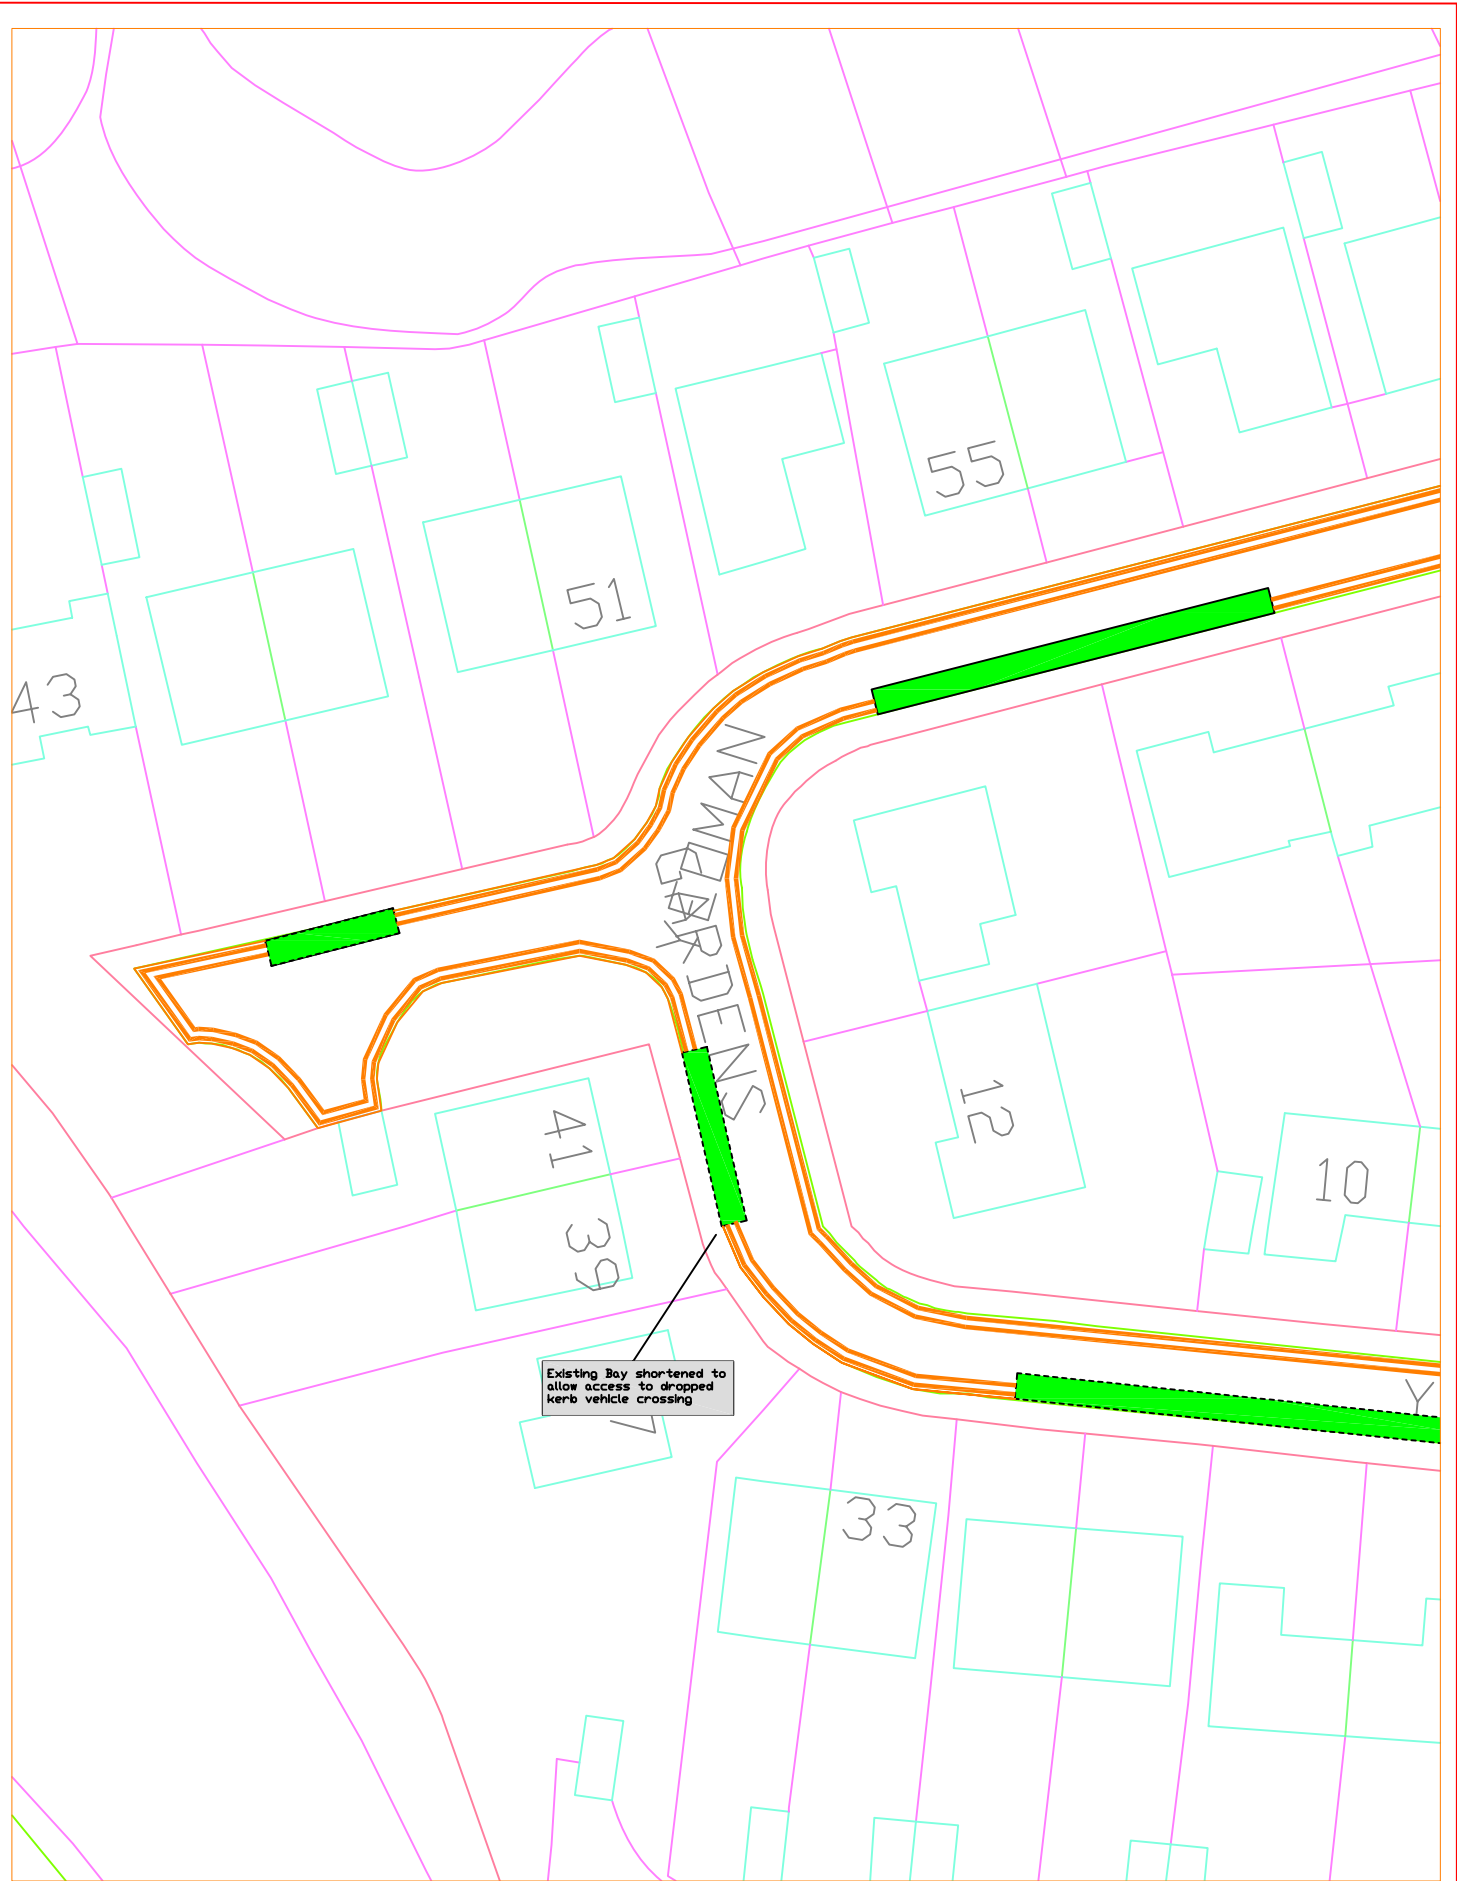 55
51
43
GARDENS
12
41
10
39
Existing Bay shortened to
allow access to dropped
kerb vehicle crossing
7
Y
33